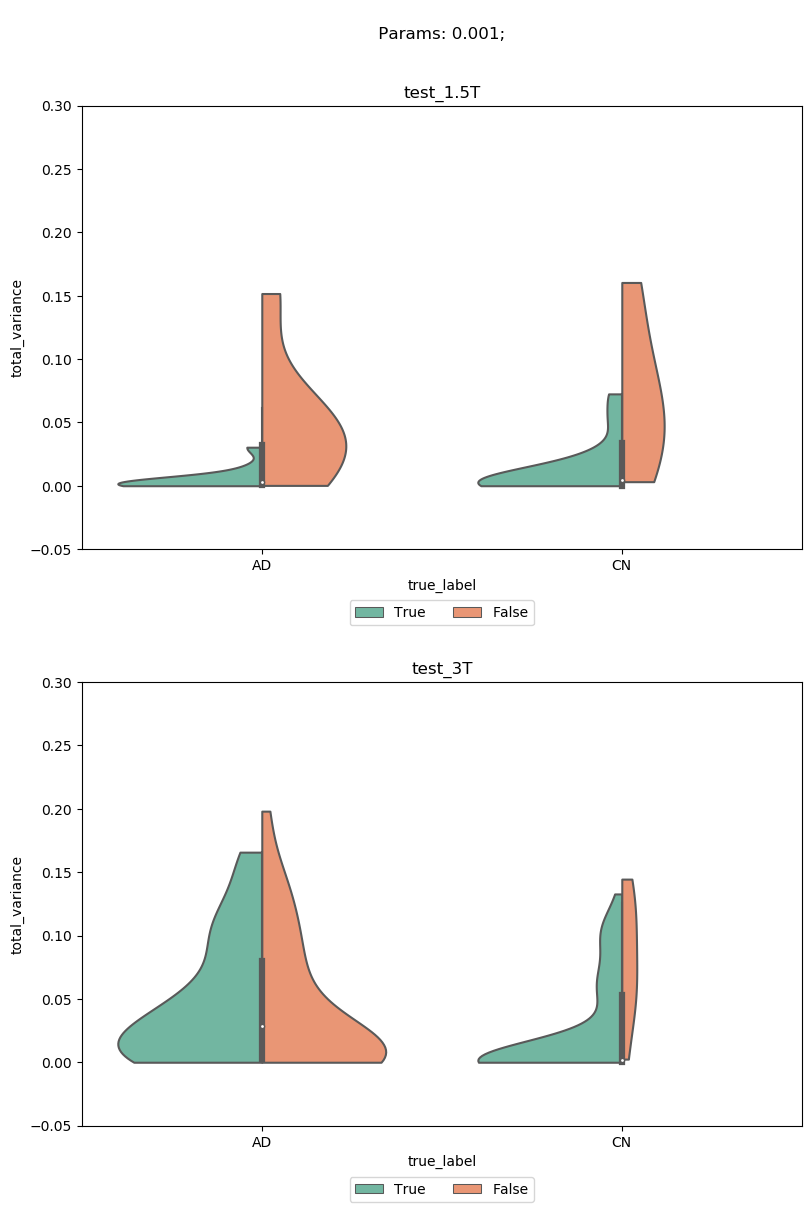 Params: 0.001;
test_1.5T
0.30
0.25
0.20
0.15
0.10
0.05
0.00
−0.05
total_variance
AD CN
true_label
True False
test_3T
0.30
0.25
0.20
0.15
0.10
0.05
0.00
−0.05
total_variance
AD CN
true_label
True False